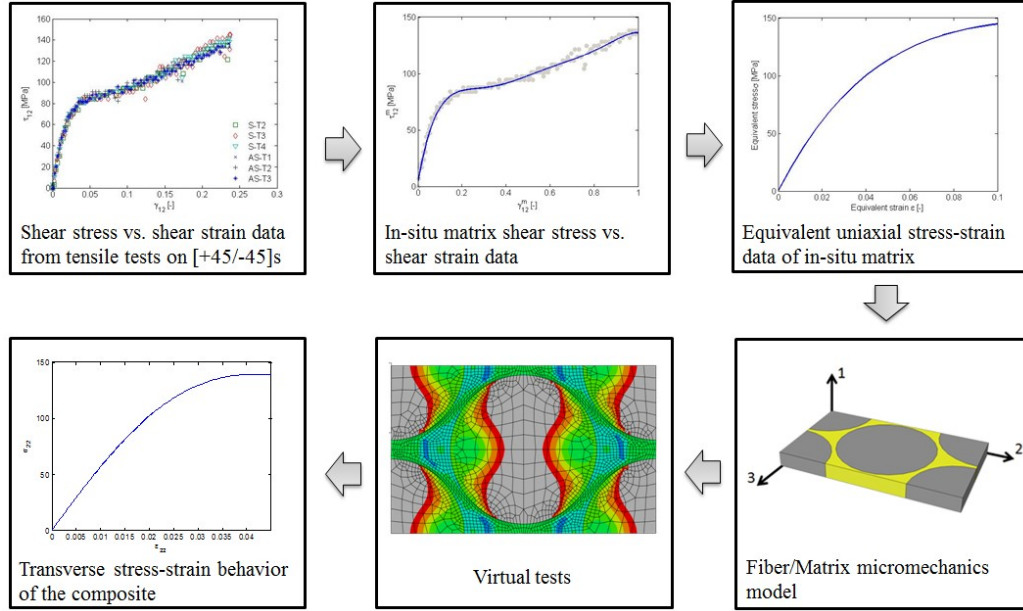 160
140
120
100
80
60
40
20
0
τ12 [MPa]
S-T2
S-T3
S-T4
AS-T1
AS-T2
AS-T3
0 0.05 0.1 0.15 0.2 0.25 0.3
γ12 [-]
Shear stress vs. shear strain data
from tensile tests on [+45/-45]s
150
100
50
0
τ12^m [MPa]
0 0.2 0.4 0.6 0.8 1
γ12^m [-]
In-situ matrix shear stress vs.
shear strain data
150
100
50
0
Equivalent stress σ [MPa]
0.02 0.04 0.06 0.08 0.1
Equivalent strain ε [-]
Equivalent uniaxial stress-strain
data of in-situ matrix
150
100
50
0
0 0.005 0.01 0.015 0.02 0.025 0.03 0.035 0.04
ε22
Transverse stress-strain behavior
of the composite
Virtual tests
1
2
3
Fiber/Matrix micromechanics
model